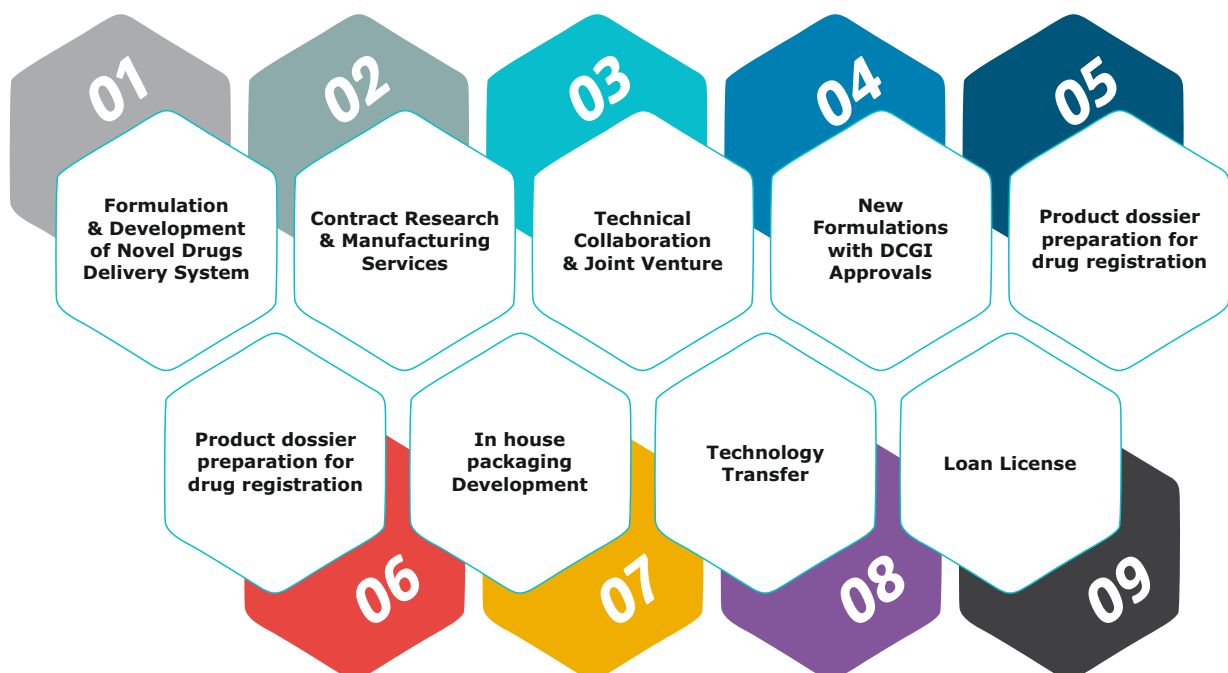 01
Formulation
& Development
of Novel Drugs
Delivery System
02
Contract Research
& Manufacturing
Services
03
Technical
Collaboration
& Joint Venture
04
New
Formulations
with DCGI
Approvals
05
Product dossier
preparation for
drug registration
Product dossier
preparation for
drug registration
06
In house
packaging
Development
07
Technology
Transfer
08
Loan License
09